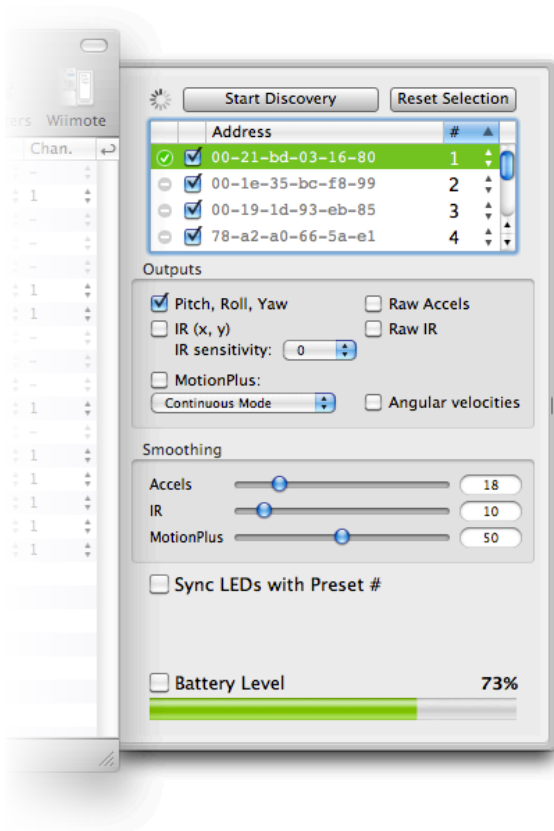 Wiimote
Chan.
1
1
1
1
1
1
1
1
1
Start Discovery Reset Selection
Address #
00-21-bd-03-16-80 1
00-1e-35-bc-f8-99 2
00-19-1d-93-eb-85 3
78-a2-a0-66-5a-e1 4
Outputs
Pitch, Roll, Yaw Raw Accels
IR (x, y) Raw IR
IR sensitivity: 0
MotionPlus:
Continuous Mode Angular velocities
Smoothing
Accels 18
IR 10
MotionPlus 50
Sync LEDs with Preset #
Battery Level 73%